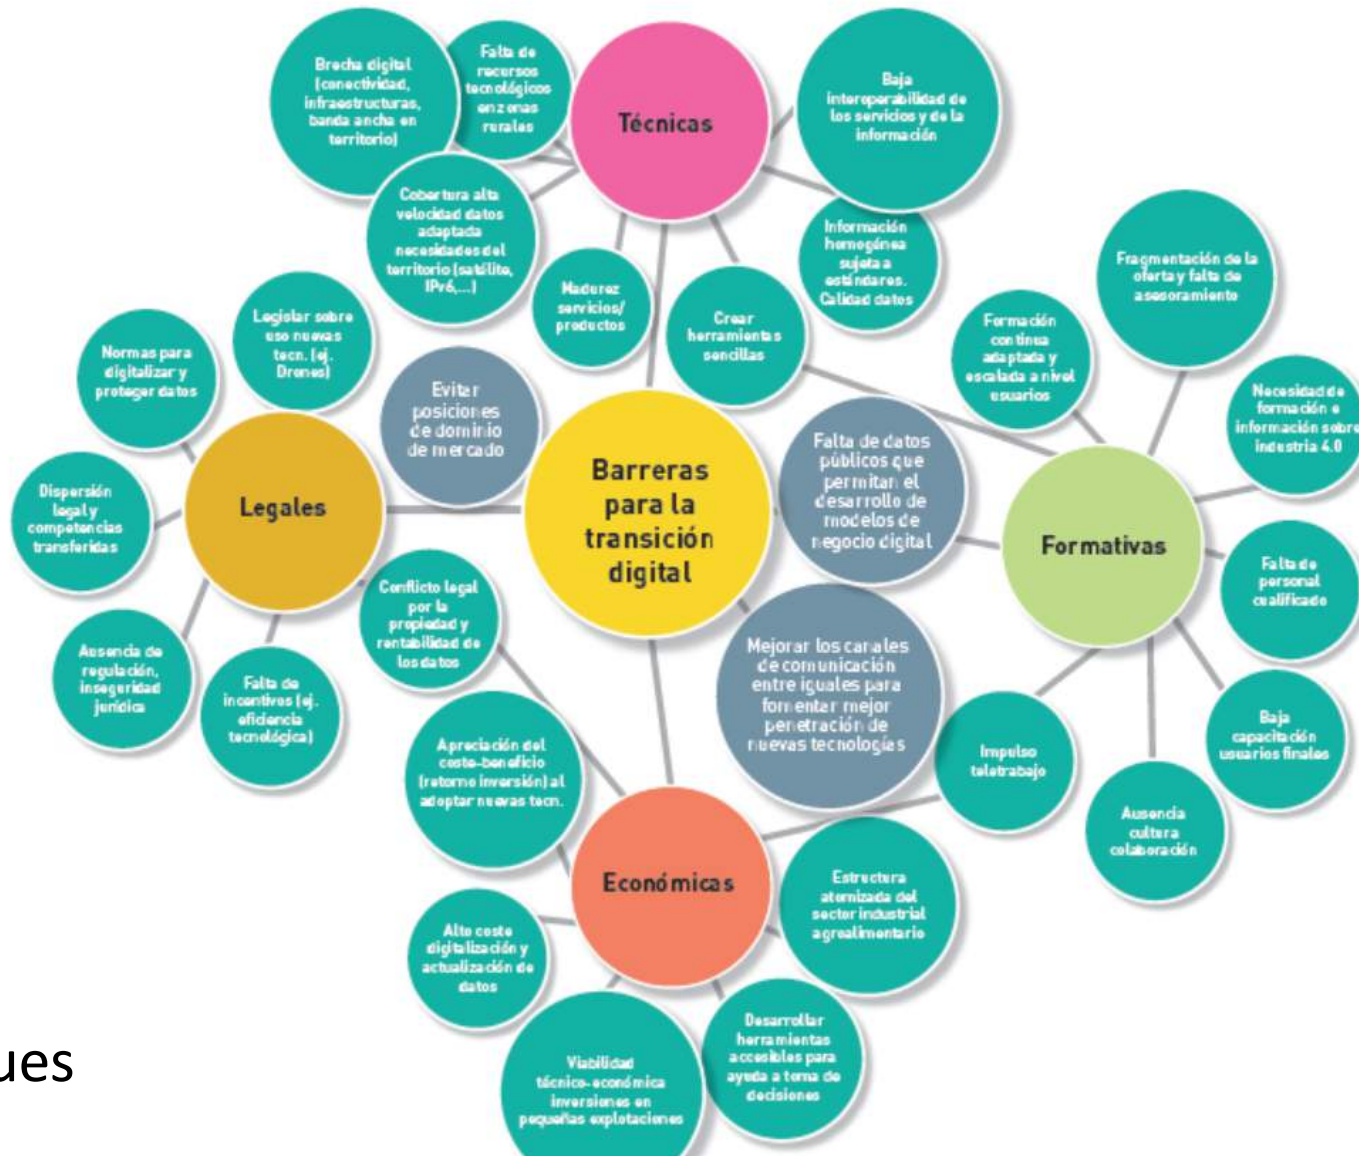 Brecha digital
(conectividad,
infraestructuras,
banda ancha en
territorio)
Falta de
recursos
tecnológicos
en zonas
rurales
Técnicas
Baja
interoperabilidad de
los servicios y de la
información
Cobertura alta
velocidad datos
adaptada
necesidades del
territorio (satélite,
IPv6,...)
Madurez
servicios/
productos
Crear
herramientas
sencillas
Información
homogénea
sujeta a
estándares.
Calidad datos
Fragmentación de la
oferta y falta de
asesoramiento
Formación
continua
adaptada y
escalada a nivel
usuarios
Necesidad de
formación e
información sobre
industria 4.0
Legislar sobre
uso nuevas
tecn. (ej.
Drones)
Normas para
digitalizar y
proteger datos
Evitar
posiciones
de dominio
de mercado
Barreras
para la
transición
digital
Falta de datos
públicos que
permitan el
desarrollo de
modelos de
negocio digital
Legales
Dispersión
legal y
competencias
transferidas
Formativas
Falta de
personal
cualificado
Conflicto legal
por la
propiedad y
rentabilidad de
los datos
Ausencia de
regulación,
inseguridad
jurídica
Falta de
incentivos (ej.
eficiencia
tecnológica)
Mejorar los canales
de comunicación
entre iguales para
fomentar mejor
penetración de
nuevas tecnologías
Baja
capacitación
usuarios finales
Impulso
teletrabajo
Ausencia
cultura
colaboración
Apreciación del
coste-beneficio
(retorno inversión) al
adoptar nuevas tecn.
Económicas
Estructura
atomizada del
sector industrial
agroalimentario
Alto coste
digitalización y
actualización de
datos
Viabilidad
técnico-económica
inversiones en
pequeñas explotaciones
Desarrollar
herramientas
accesibles para
ayuda a toma de
decisiones
ues